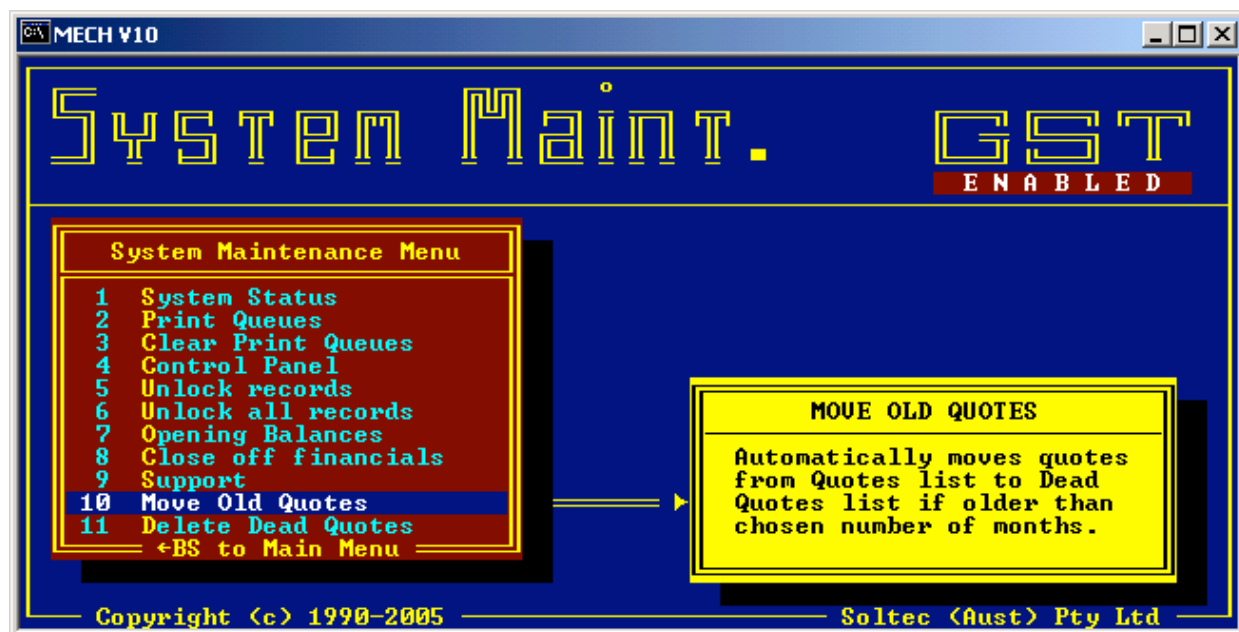 MECH V10
System Maint.
GST
ENABLED
System Maintenance Menu
1 System Status
2 Print Queues
3 Clear Print Queues
4 Control Panel
5 Unlock records
6 Unlock all records
7 Opening Balances
8 Close off financials
9 Support
10 Move Old Quotes
11 Delete Dead Quotes
←BS to Main Menu
MOVE OLD QUOTES
Automatically moves quotes
from Quotes list to Dead
Quotes list if older than
chosen number of months.
Copyright (c) 1990-2005
Soltec (Aust) Pty Ltd